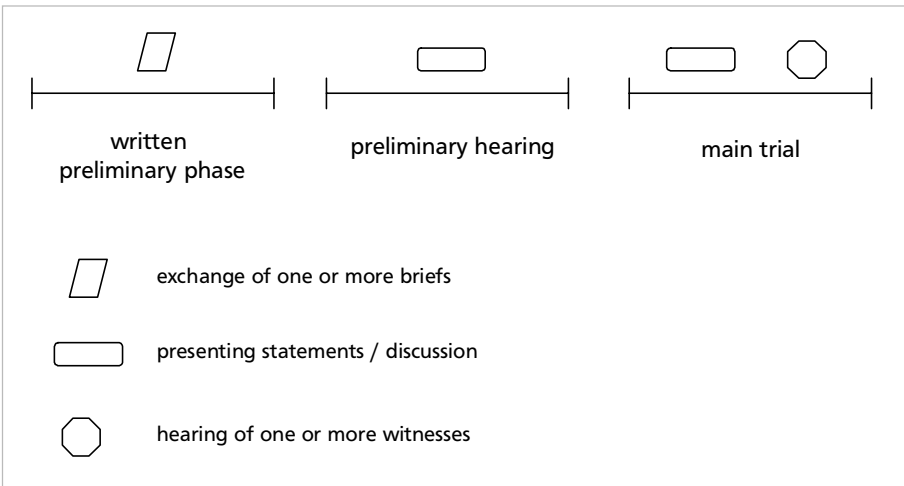 written
preliminary phase
preliminary hearing
main trial
exchange of one or more briefs
presenting statements / discussion
hearing of one or more witnesses